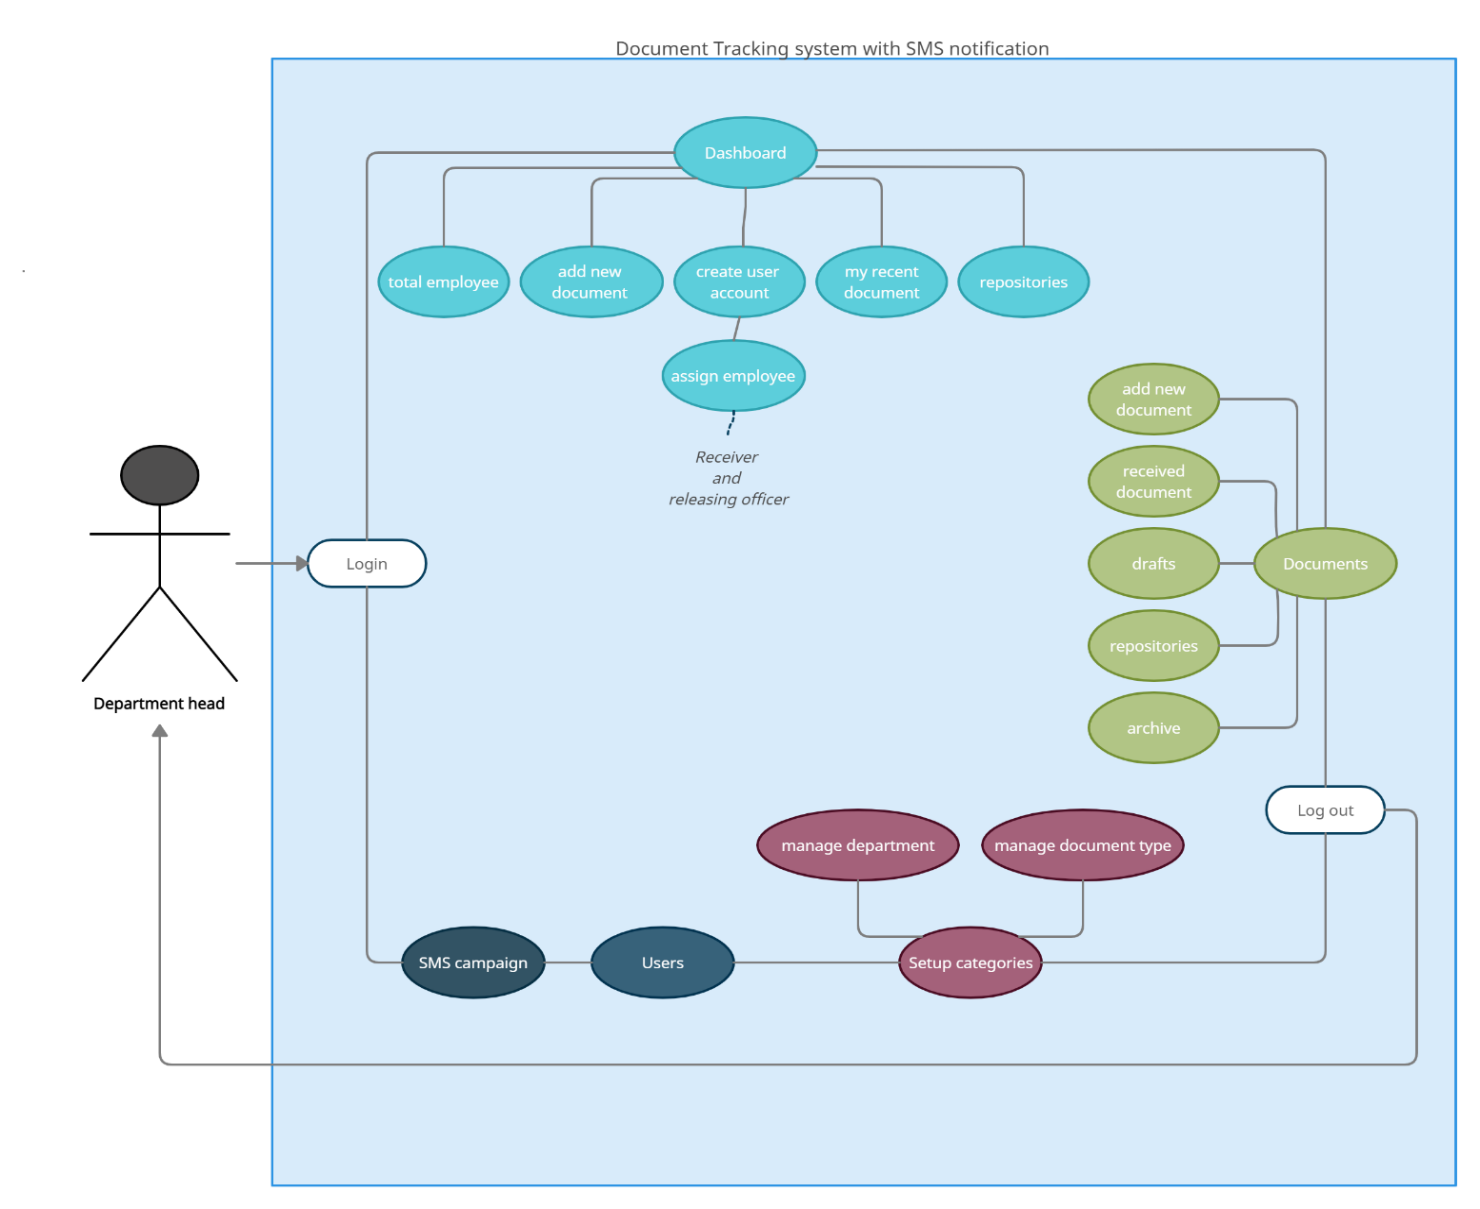 Document Tracking system with SMS notification
Dashboard
total employee
add new
document
create user
account
my recent
document
repositories
assign employee
Receiver
and
releasing officer
add new
document
received
document
drafts
repositories
archive
Documents
Login
Department head
Log out
manage department
manage document type
SMS campaign
Users
Setup categories